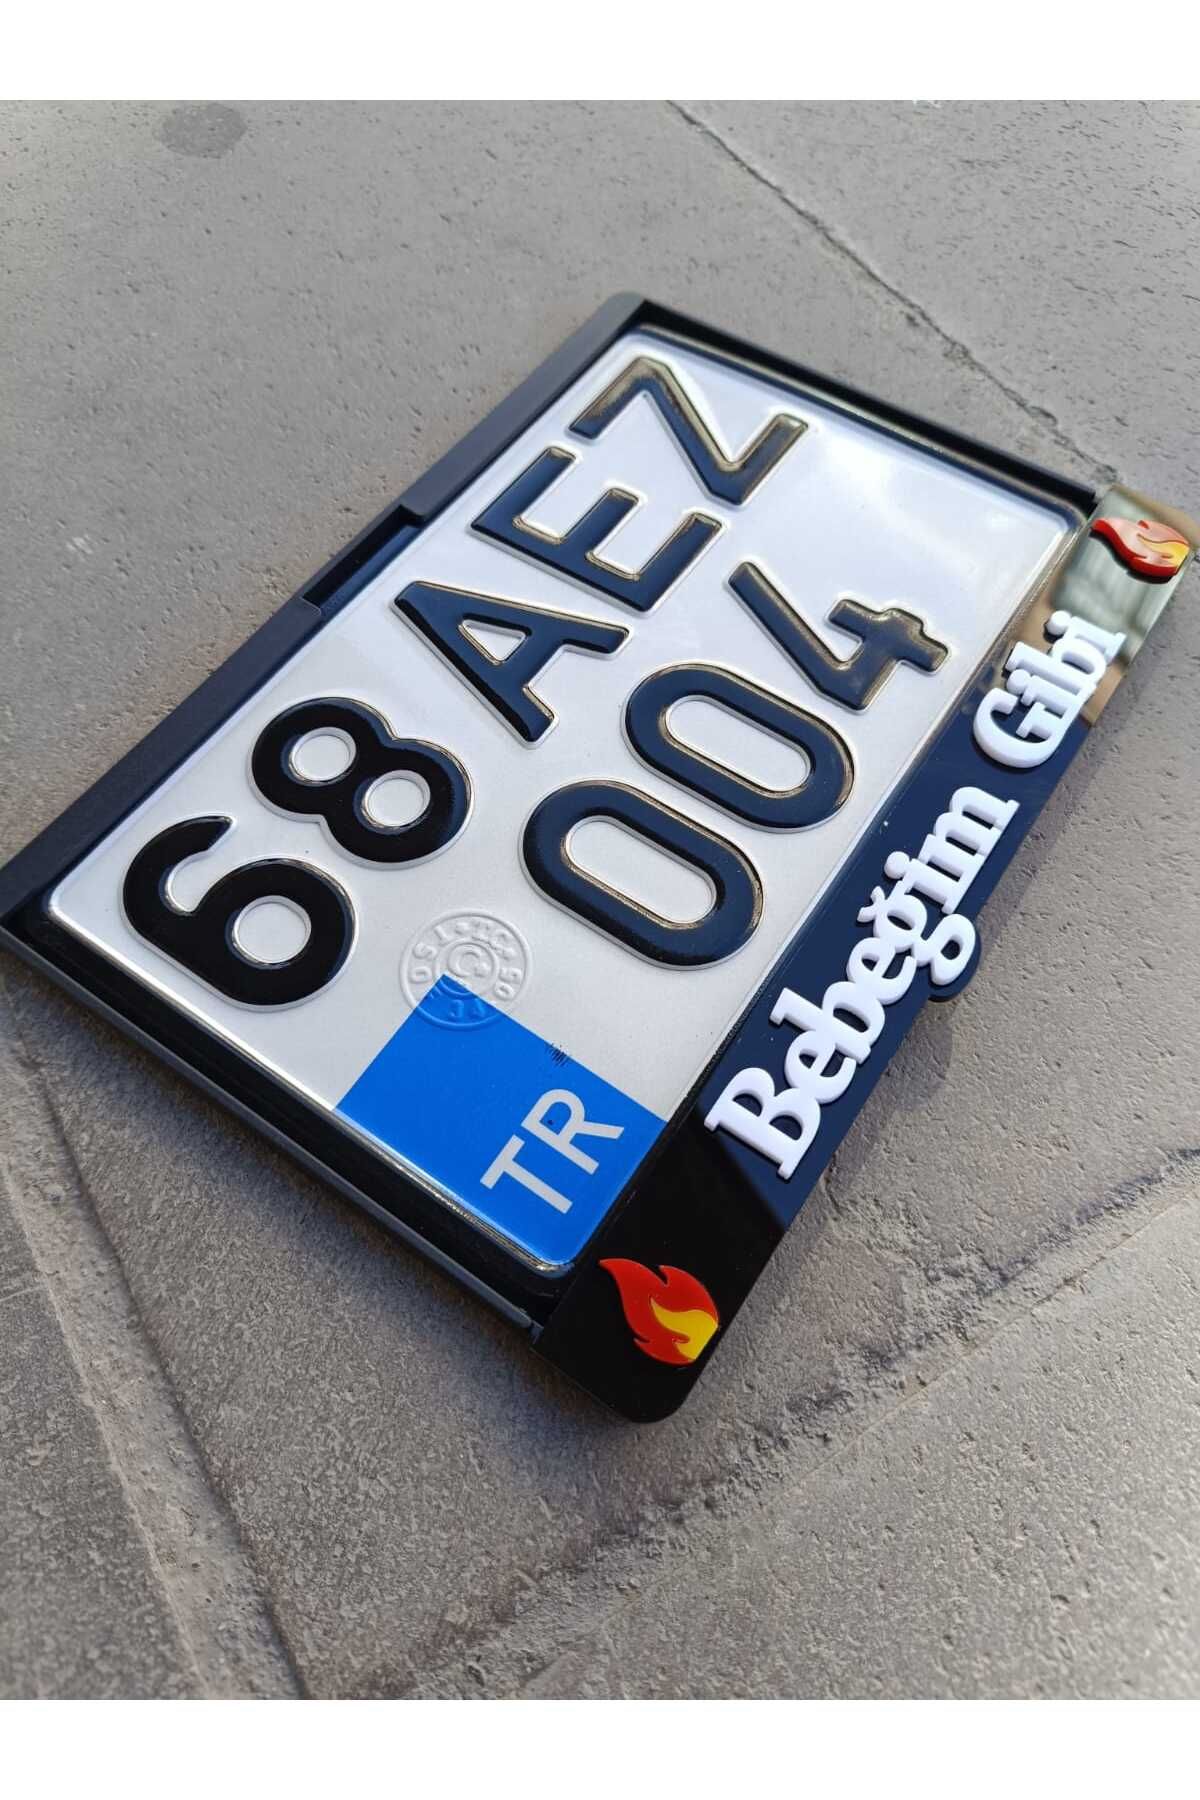 68 AEZ
004
TR
Bebeğim Gibi